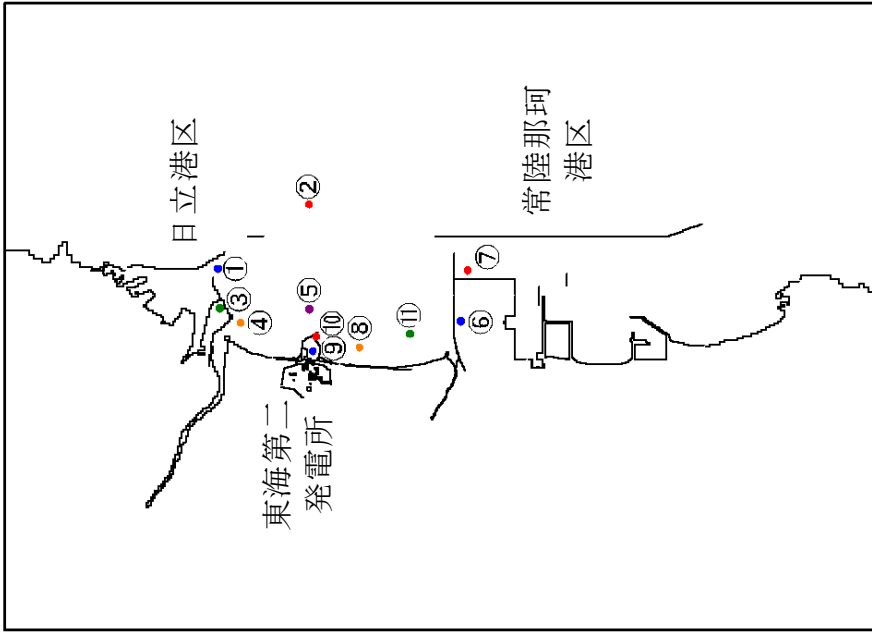 日立港区
②
①
③
④
⑤
⑩
⑨
⑧
⑪
⑦
⑥
常陸那珂
港区
東海第二
発電所